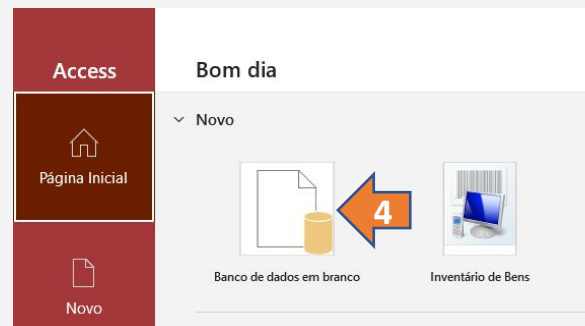 Access
Bom dia
Página Inicial
Novo
Novo
4
Banco de dados em branco
Inventário de Bens